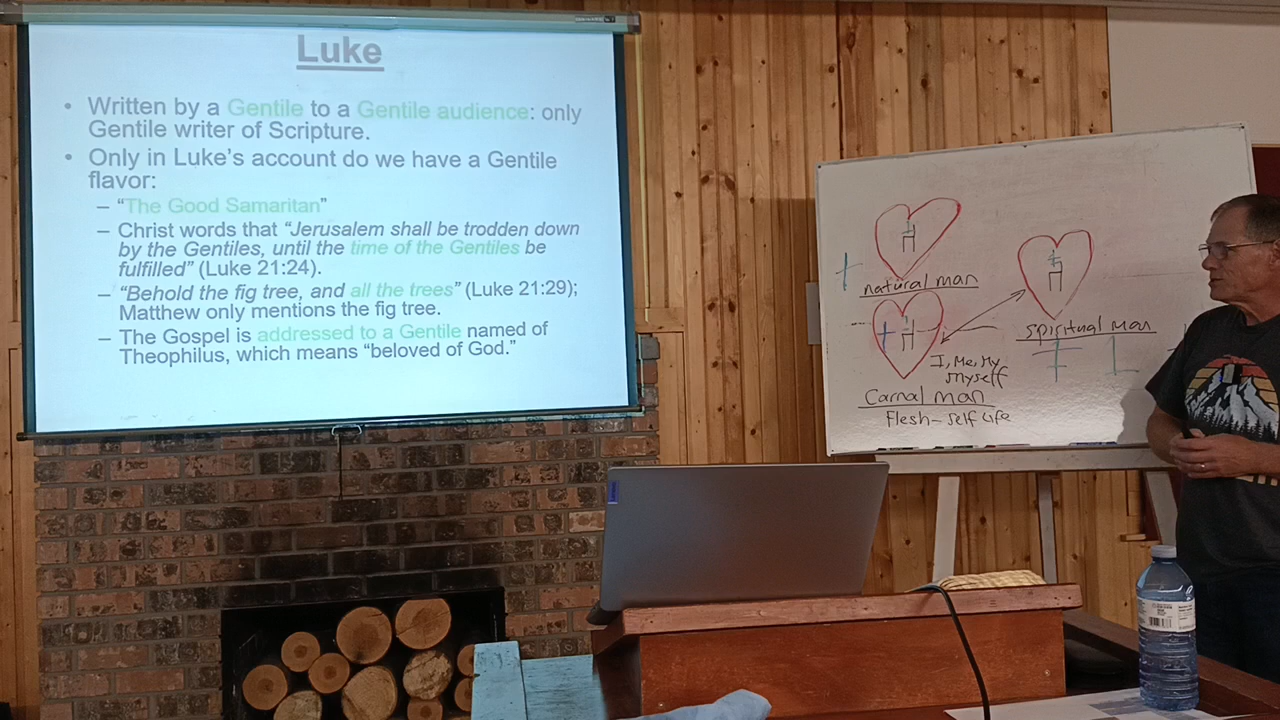 Luke
• Written by a Gentile to a Gentile audience: only
Gentile writer of Scripture.
• Only in Luke's account do we have a Gentile
flavor:
– "The Good Samaritan"
– Christ words that "Jerusalem shall be trodden down
by the Gentiles, until the time of the Gentiles be
fulfilled" (Luke 21:24).
– "Behold the fig tree, and all the trees" (Luke 21:29);
Matthew only mentions the fig tree.
– The Gospel is addressed to a Gentile named of
Theophilus, which means "beloved of God."
natural man
spiritual man
I, Me, My
Myself
Carnal man
Flesh – self life